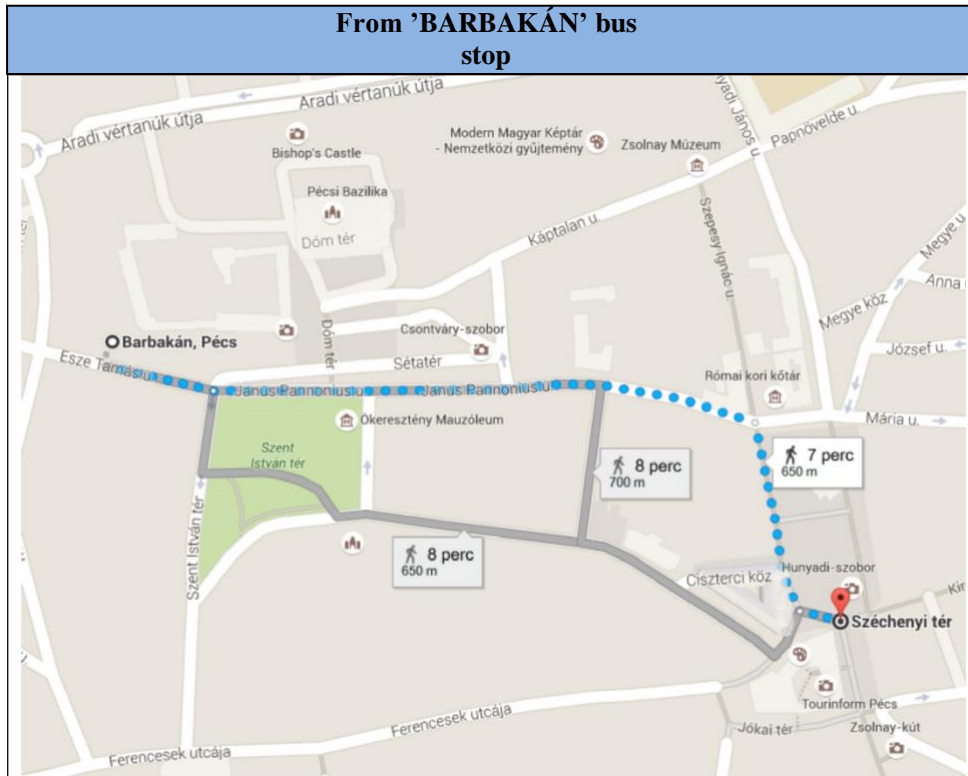 From ’BARBAKÁN’ bus
stop
Aradi vértanúk útja
Aradi vértanúk útja
nyadi János u.
Papnövelde u.
Modern Magyar Képtár
- Nemzetközi gyűjtemény
Zsolnay Múzeum
Bishop's Castle
Pécsi Bazilika
Dóm tér
Káptalan u.
Szepesy Ignác u.
Megye u.
Anna u
Megye köz
József u.
Barbakán, Pécs
Dóm tér
Csontváry-szobor
Sétatér
Esze Tamás u
Janus Pannonius u
Janus Pannonius u
Római kori kőtár
Mária u.
Ókeresztény Mauzóleum
Szent
István tér
8 perc
700 m
7 perc
650 m
8 perc
650 m
Szent István tér
Ciszterci köz
Hunyadi-szobor
Kir
Széchenyi tér
Tourinform Pécs
Jókai tér
Zsolnay-kút
Ferencesek utcája
Ferencesek utcája